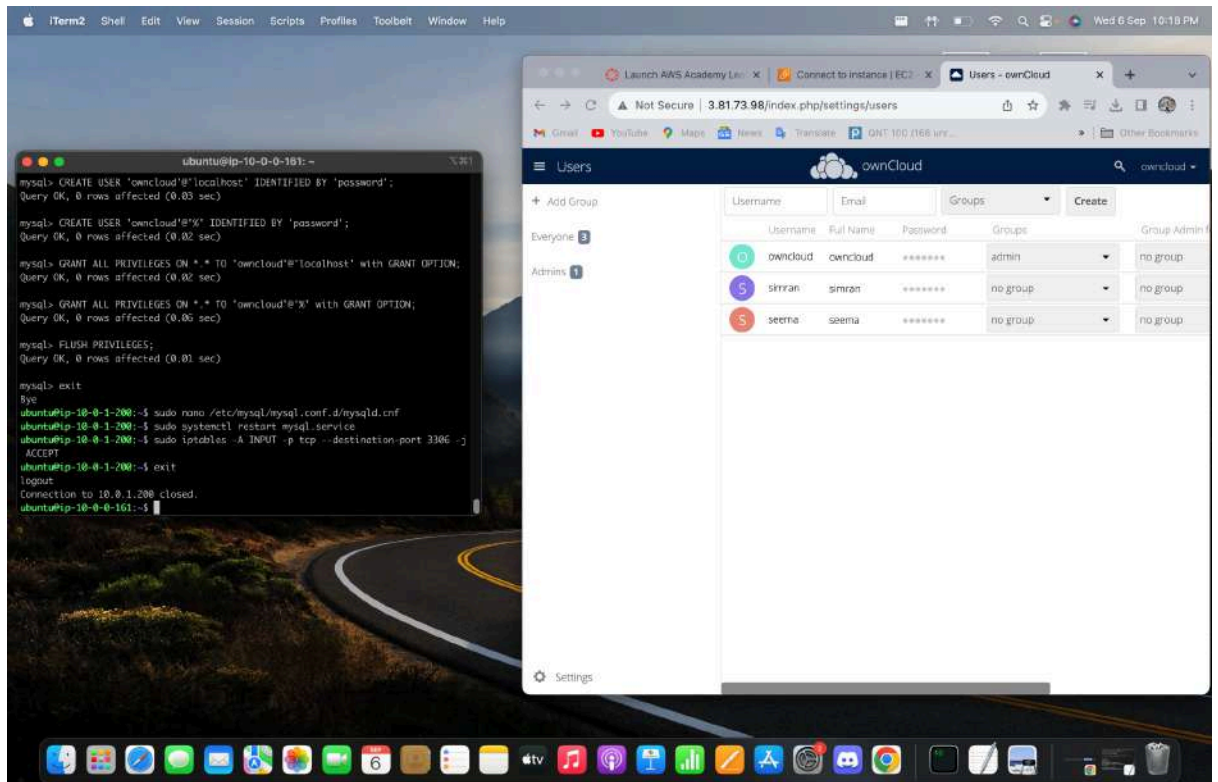 iTerm2 Shell Edit View Session Scripts Profiles Toolbelt Window Help
Wed 6 Sep 10:18 PM
ubuntu@ip-10-0-0-161: ~
⌥⌘1
mysql> CREATE USER 'owncloud'@'localhost' IDENTIFIED BY 'password';
Query OK, 0 rows affected (0.03 sec)
mysql> CREATE USER 'owncloud'@'%' IDENTIFIED BY 'password';
Query OK, 0 rows affected (0.02 sec)
mysql> GRANT ALL PRIVILEGES ON *.* TO 'owncloud'@'localhost' with GRANT OPTION;
Query OK, 0 rows affected (0.02 sec)
mysql> GRANT ALL PRIVILEGES ON *.* TO 'owncloud'@'%' with GRANT OPTION;
Query OK, 0 rows affected (0.06 sec)
mysql> FLUSH PRIVILEGES;
Query OK, 0 rows affected (0.01 sec)
mysql> exit
Bye
ubuntu@ip-10-0-1-200:~$ sudo nano /etc/mysql/mysql.conf.d/mysqld.cnf
ubuntu@ip-10-0-1-200:~$ sudo systemctl restart mysql.service
ubuntu@ip-10-0-1-200:~$ sudo iptables -A INPUT -p tcp --destination-port 3306 -j
ACCEPT
ubuntu@ip-10-0-1-200:~$ exit
logout
Connection to 10.0.1.200 closed.
ubuntu@ip-10-0-0-161:~$
Launch AWS Academy Connect to instance | EC2 Users - ownCloud
Not Secure | 3.81.73.98/index.php/settings/users
Gmail YouTube Maps News Translate Other Bookmarks
Users ownCloud owncloud
+ Add Group
Everyone 3
Admins 1
Username Email Groups Create
Username Full Name Password Groups Group Admin f
O owncloud owncloud ●●●●●●● admin no group
S simran simran ●●●●●●● no group no group
S seema seema ●●●●●●● no group no group
Settings
SEP
6
tv